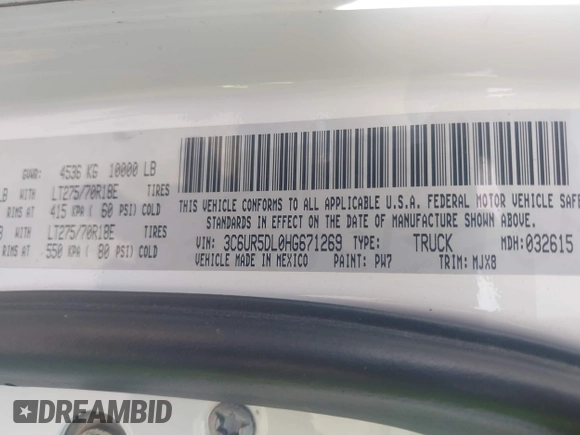 GVWR: 4536 KG 10000 LB
LB WITH LT275/70R18E TIRES
RIMS AT 415 KPA ( 60 PSI) COLD
WITH LT275/70R18E TIRES
RIMS AT 550 KPA ( 80 PSI) COLD
THIS VEHICLE CONFORMS TO ALL APPLICABLE U.S.A. FEDERAL MOTOR VEHICLE SAFE
STANDARDS IN EFFECT ON THE DATE OF MANUFACTURE SHOWN ABOVE.
VIN: 3C6UR5DL0HG671269 TYPE: TRUCK MDH:032615
VEHICLE MADE IN MEXICO PAINT: PW7 TRIM: MJX8
DREAMBID